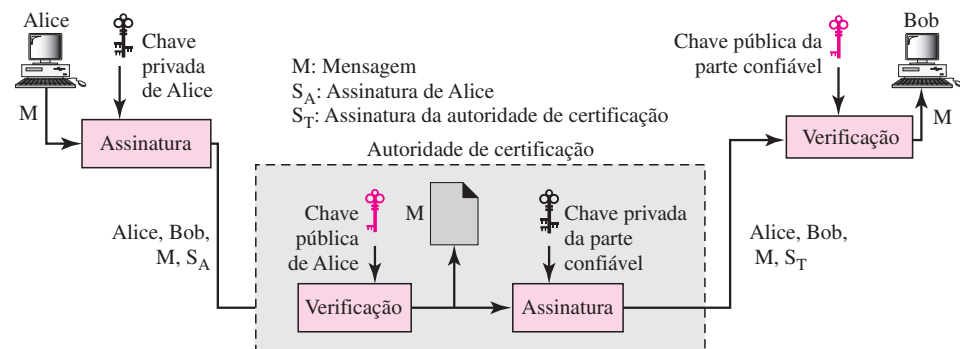 Alice
Chave
privada
de Alice
M
Assinatura
M: Mensagem
S_A: Assinatura de Alice
S_T: Assinatura da autoridade de certificação
Chave pública da
parte confiável
Bob
M
Verificação
Autoridade de certificação
Alice, Bob,
M, S_A
Chave
pública
de Alice
Verificação
M
Chave privada
da parte
confiável
Assinatura
Alice, Bob,
M, S_T